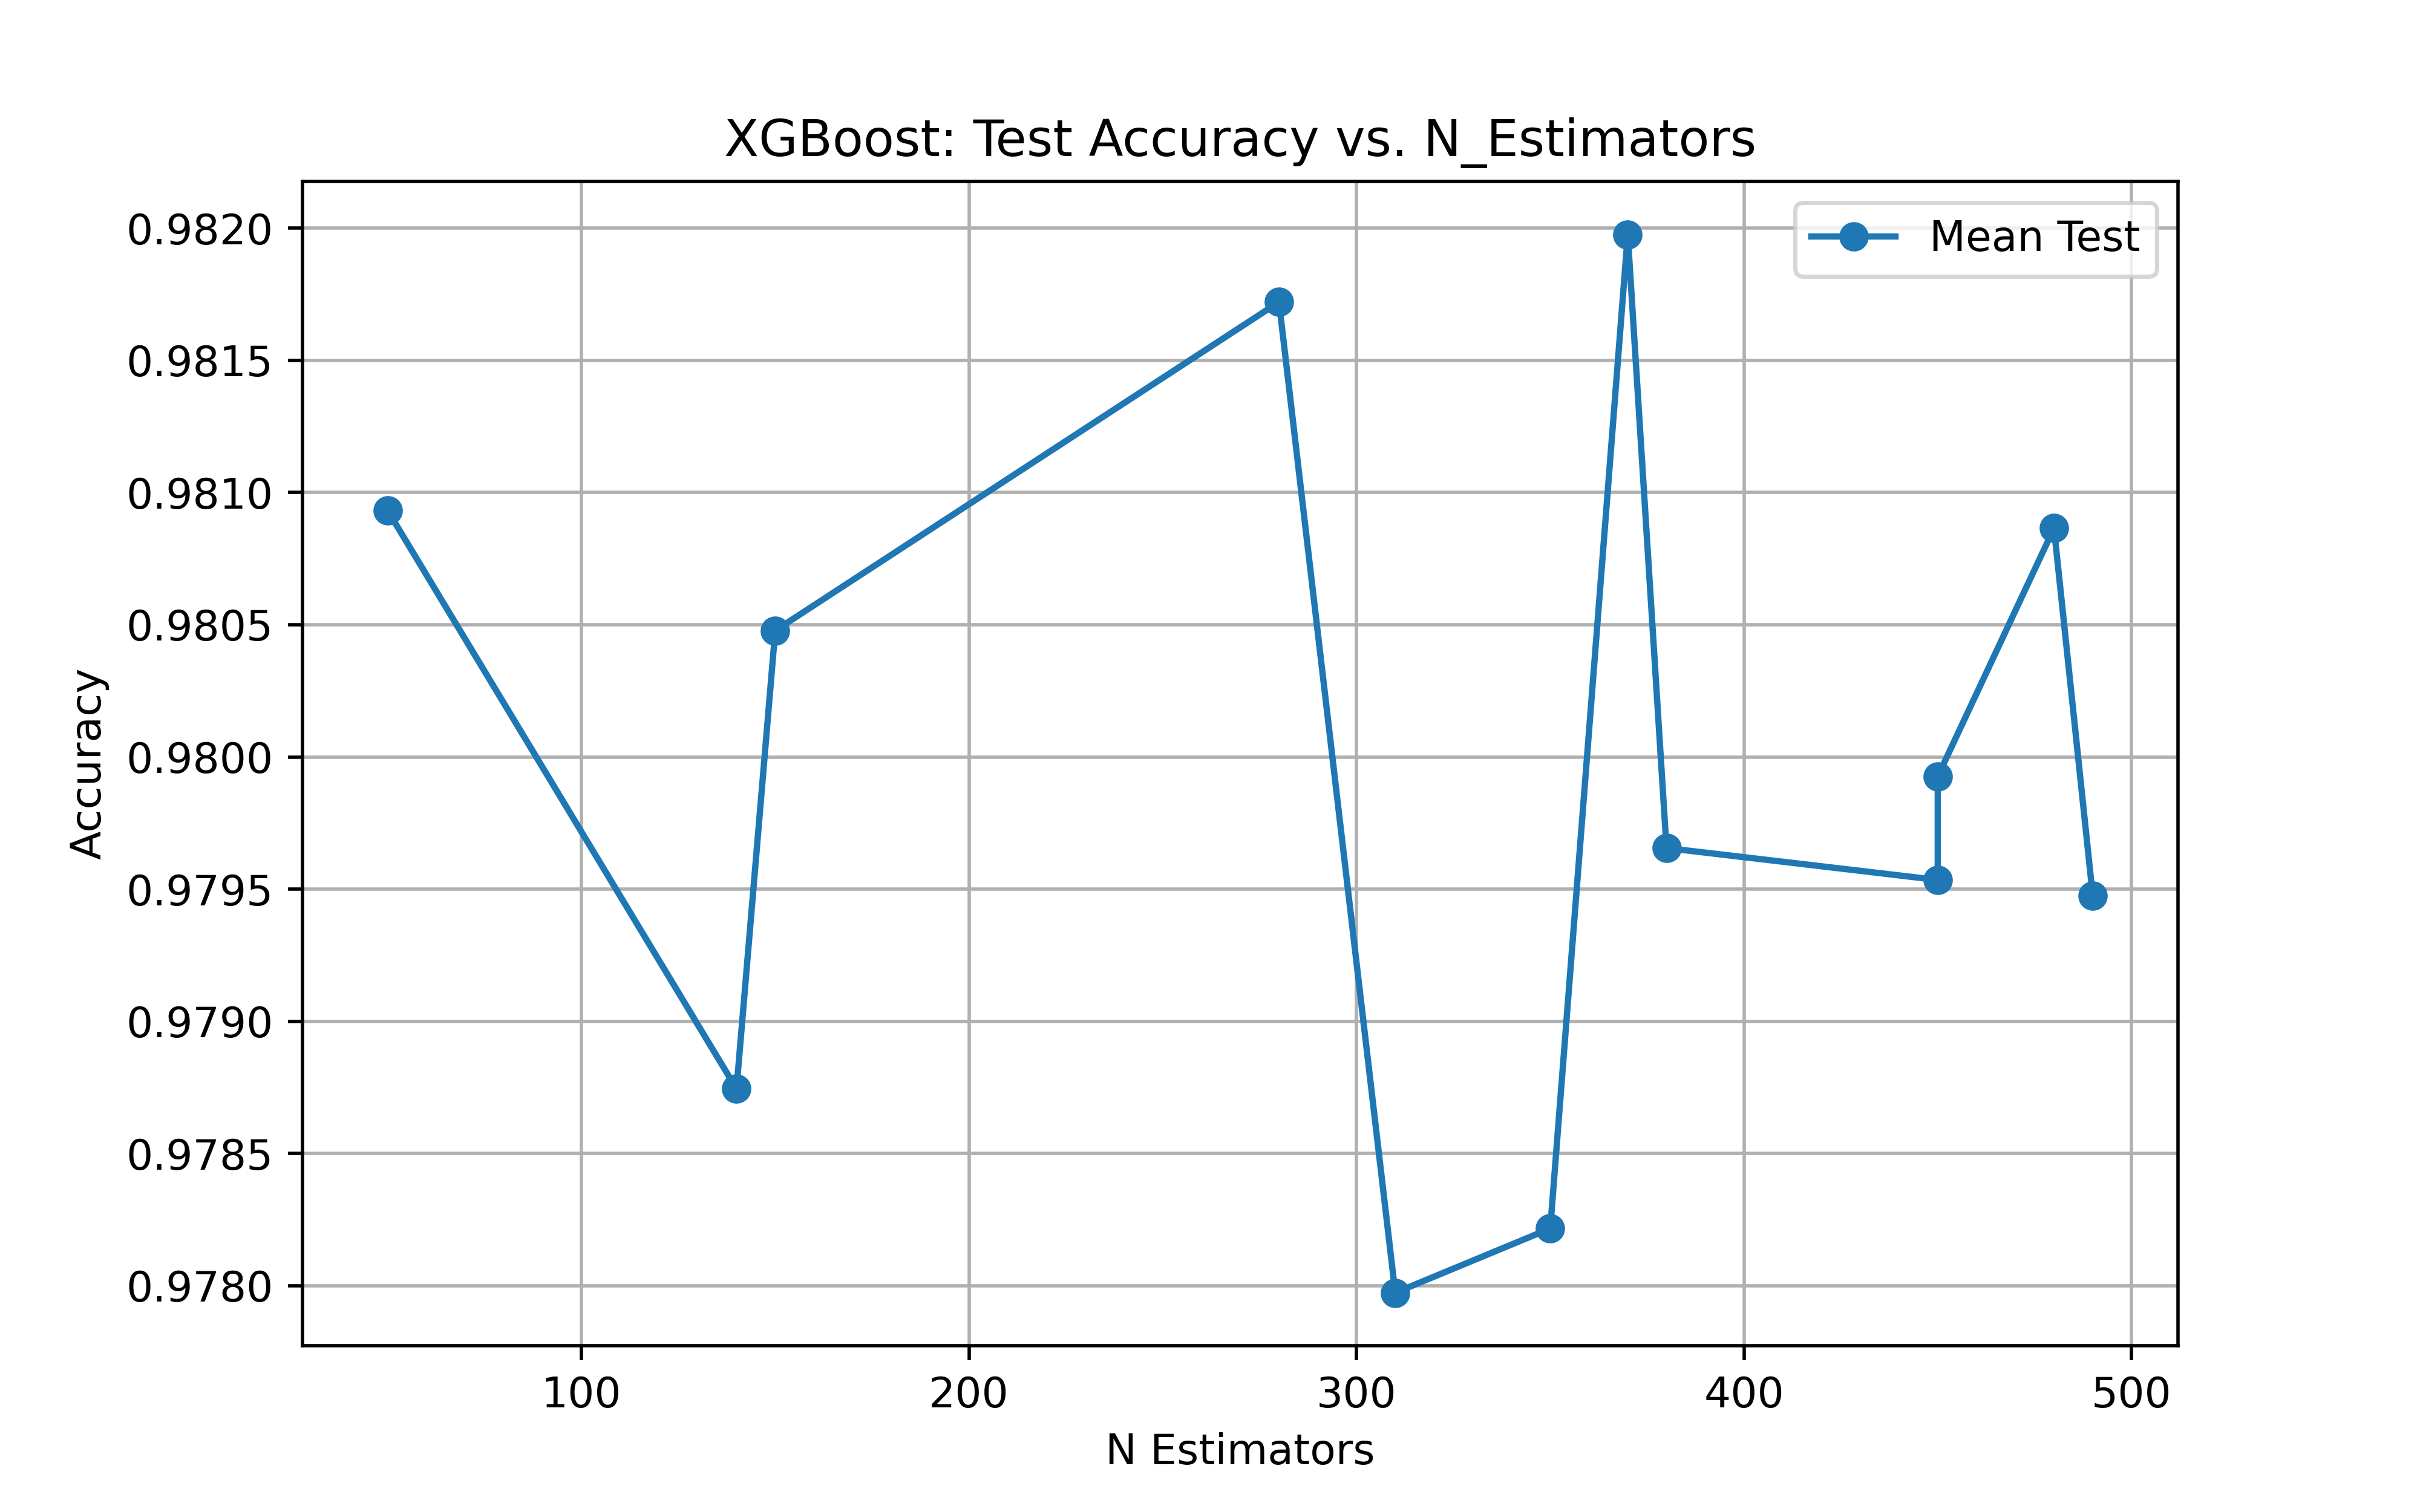 XGBoost: Test Accuracy vs. N_Estimators
Mean Test
Accuracy
0.9820
0.9815
0.9810
0.9805
0.9800
0.9795
0.9790
0.9785
0.9780
100 200 300 400 500
N Estimators